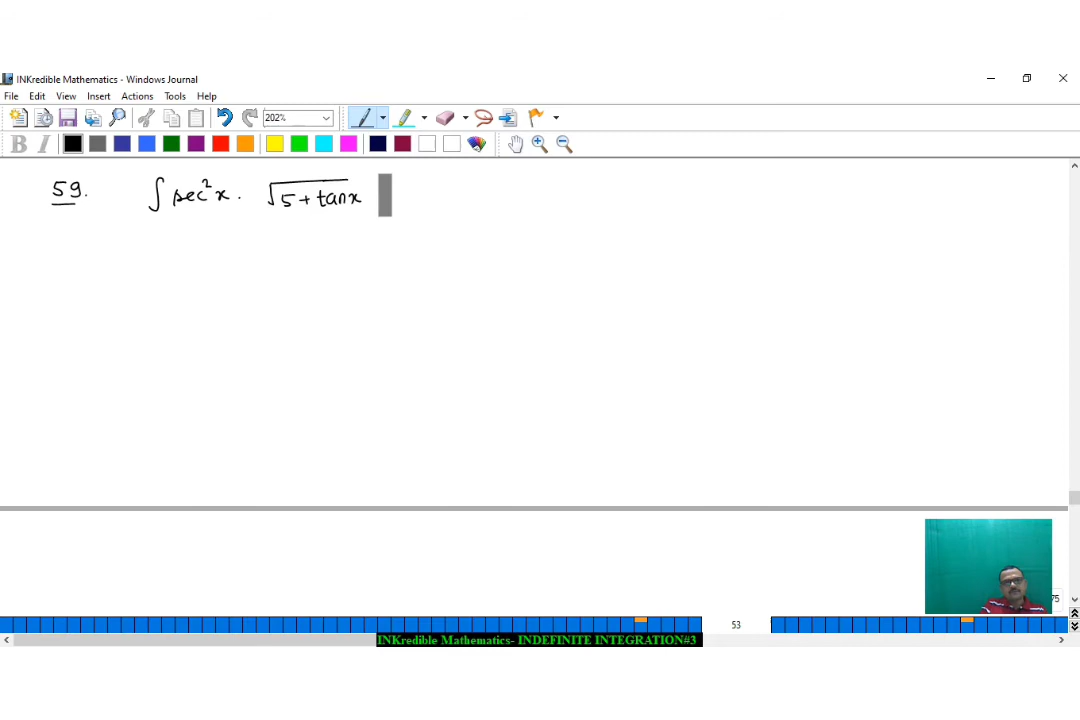 INKredible Mathematics - Windows Journal
File Edit View Insert Actions Tools Help
202%
B I
59. ∫ sec²x . √5 + tanx
75
53
INKredible Mathematics- INDEFINITE INTEGRATION#3